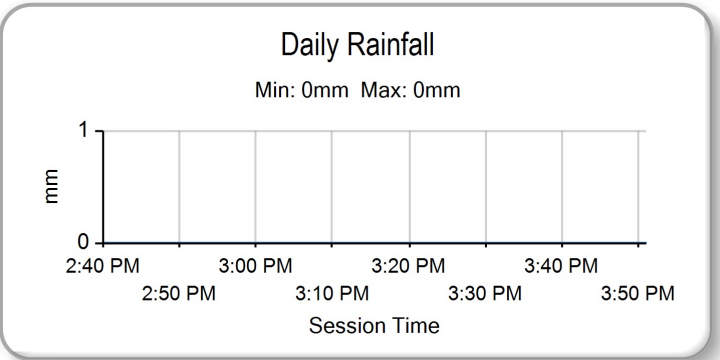 Daily Rainfall
Min: 0mm Max: 0mm
1
mm
0
2:40 PM 3:00 PM 3:20 PM 3:40 PM
2:50 PM 3:10 PM 3:30 PM 3:50 PM
Session Time